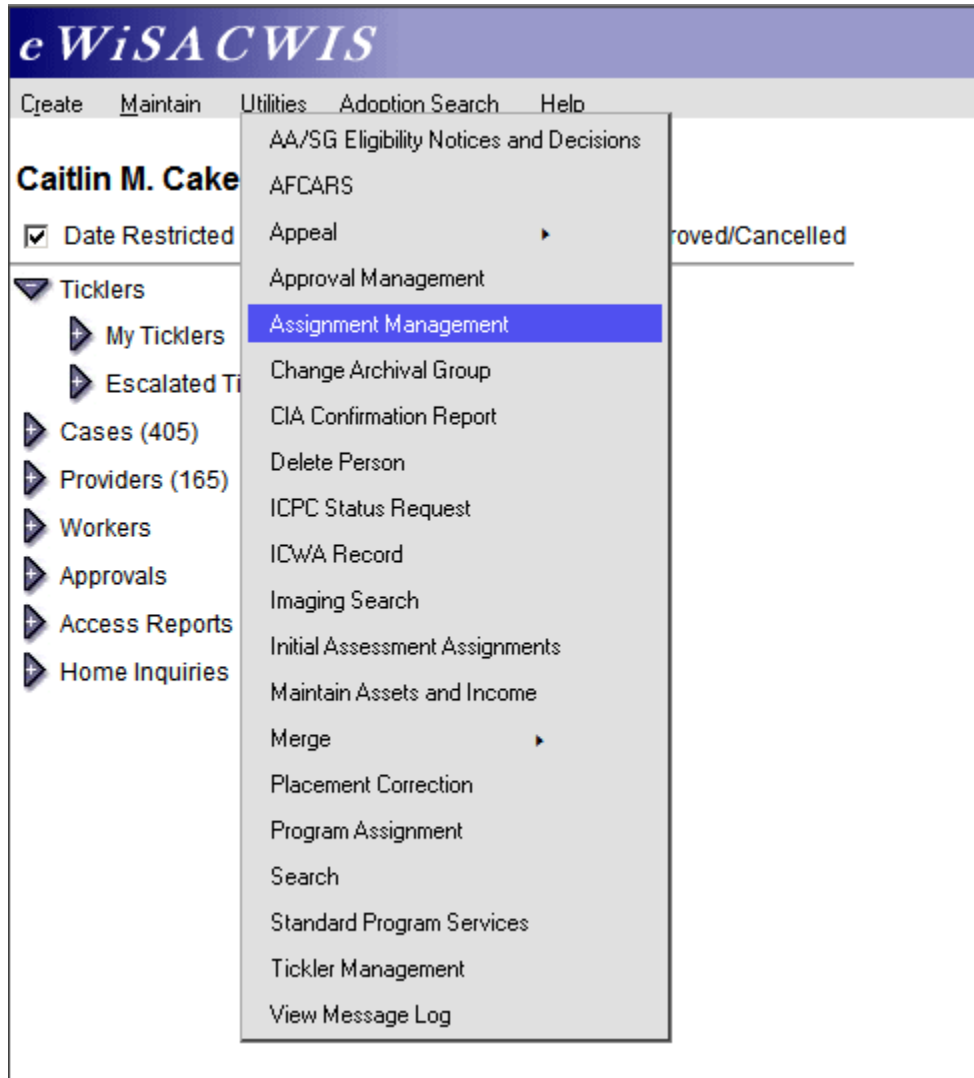 eWiSACWIS
Create Maintain Utilities Adoption Search Help
Caitlin M. Cake
Date Restricted roved/Cancelled
Ticklers
My Ticklers
Escalated Ti
Cases (405)
Providers (165)
Workers
Approvals
Access Reports
Home Inquiries
AA/SG Eligibility Notices and Decisions
AFCARS
Appeal
Approval Management
Assignment Management
Change Archival Group
CIA Confirmation Report
Delete Person
ICPC Status Request
ICWA Record
Imaging Search
Initial Assessment Assignments
Maintain Assets and Income
Merge
Placement Correction
Program Assignment
Search
Standard Program Services
Tickler Management
View Message Log